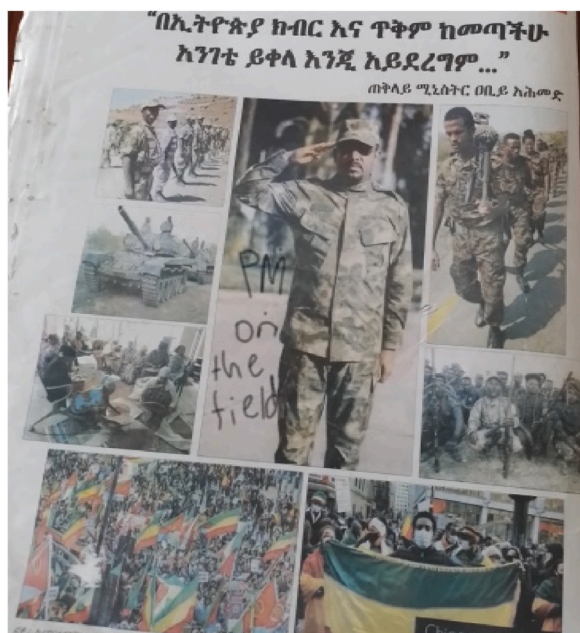 “በኢትዮጵያ ክብር እና ጥቅም ከመጣችሁ
አንገቴ ይቀላ እንጂ አይደረግም...”
ጠቅላይ ሚኒስትር ዐቢይ አሕመድ
PM
on
the
field